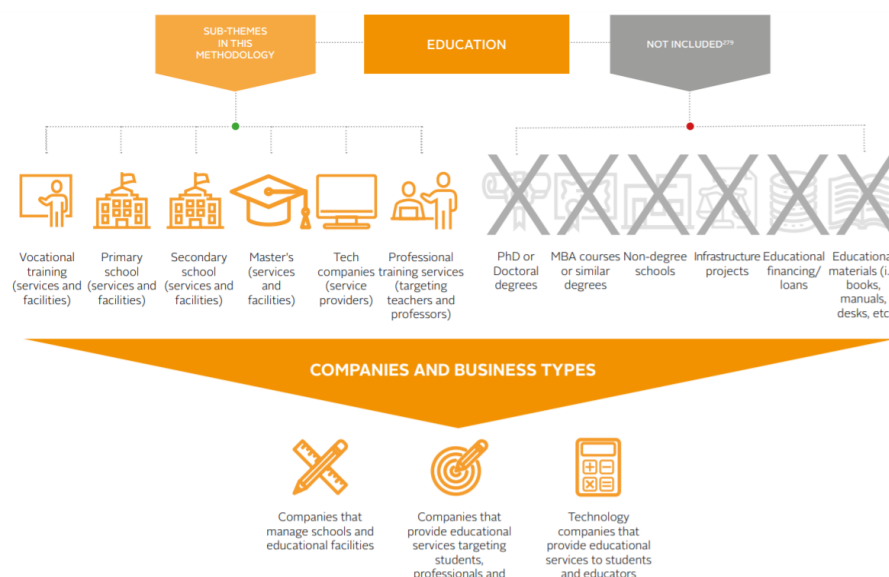 SUB-THEMES
IN THIS
METHODOLOGY
EDUCATION
NOT INCLUDED²⁷⁹
Vocational
training
(services and
facilities)
Primary
school
(services and
facilities)
Secondary
school
(services and
facilities)
Master's
(services
and
facilities)
Tech
companies
(service
providers)
Professional
training services
(targeting
teachers and
professors)
PhD or
Doctoral
degrees
MBA courses
or similar
degrees
Non-degree
schools
Infrastructure
projects
Educational
financing/
loans
Educationa
materials (i.
books,
manuals,
desks, etc
COMPANIES AND BUSINESS TYPES
Companies that
manage schools and
educational facilities
Companies that
provide educational
services targeting
students,
professionals and
Technology
companies that
provide educational
services to students
and educators